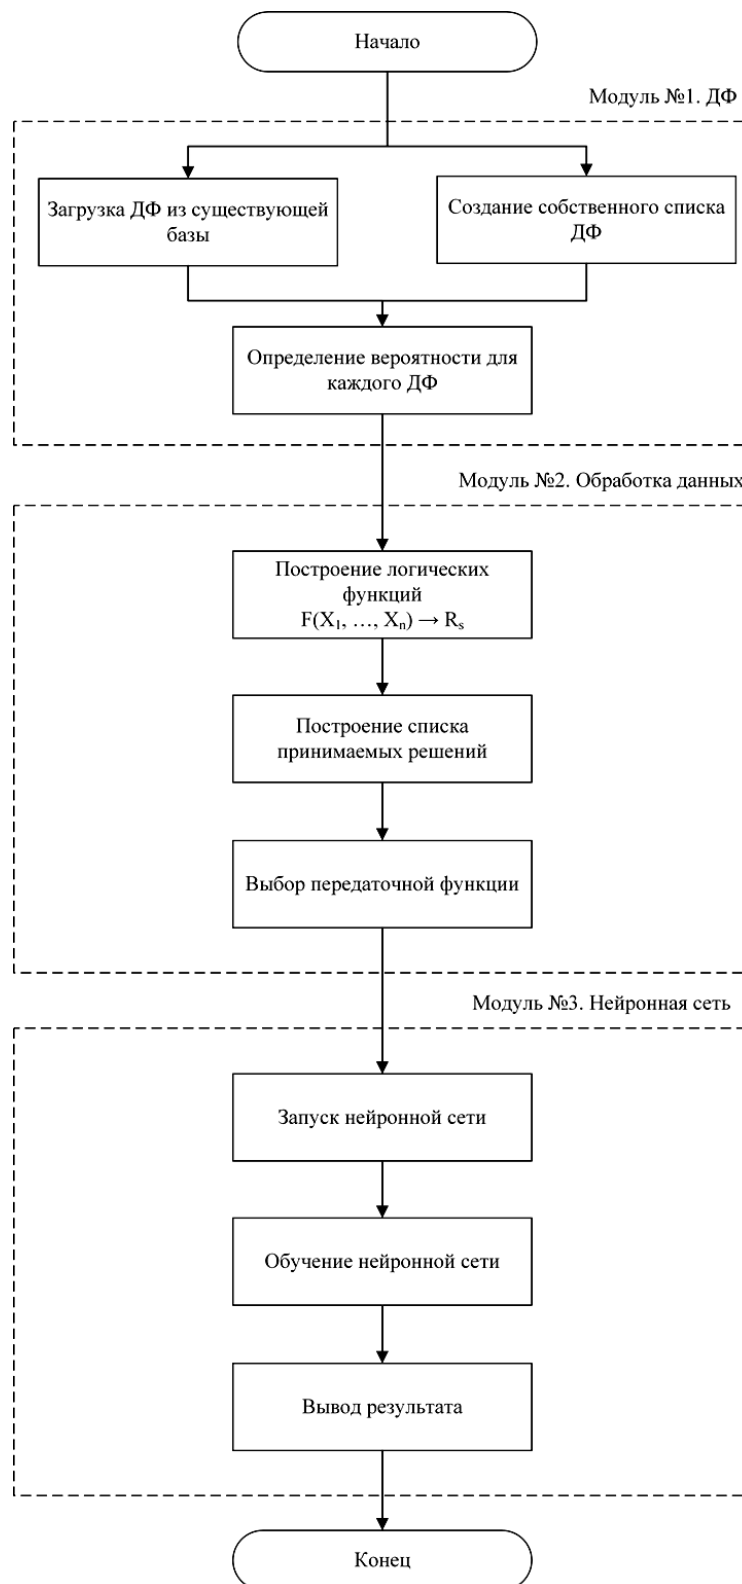 Начало
Модуль №1. ДФ
Загрузка ДФ из существующей
базы
Создание собственного списка
ДФ
Определение вероятности для
каждого ДФ
Модуль №2. Обработка данных
Построение логических
функций
F(X₁, …, Xₙ) → Rₛ
Построение списка
принимаемых решений
Выбор передаточной функции
Модуль №3. Нейронная сеть
Запуск нейронной сети
Обучение нейронной сети
Вывод результата
Конец